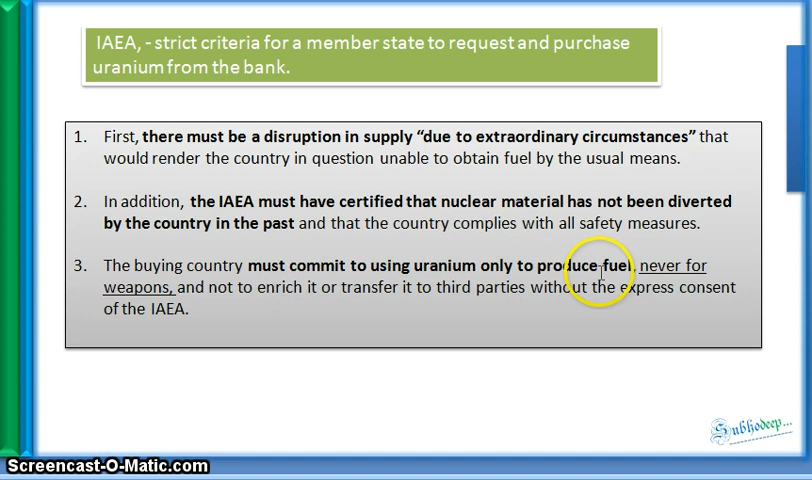 IAEA, - strict criteria for a member state to request and purchase
uranium from the bank.
1. First, there must be a disruption in supply “due to extraordinary circumstances” that
would render the country in question unable to obtain fuel by the usual means.
2. In addition, the IAEA must have certified that nuclear material has not been diverted
by the country in the past and that the country complies with all safety measures.
3. The buying country must commit to using uranium only to produce fuel, never for
weapons, and not to enrich it or transfer it to third parties without the express consent
of the IAEA.
Subhodeep...
Screencast-O-Matic.com